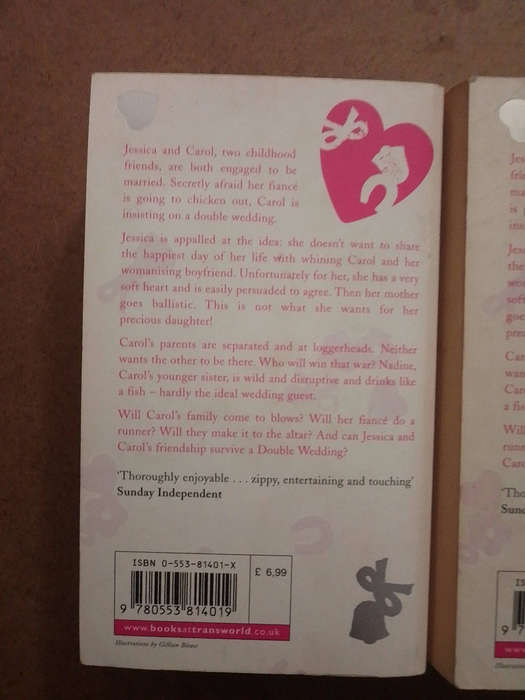 Jessica and Carol, two childhood
friends, are both engaged to be
married. Secretly afraid her fiancé
is going to chicken out, Carol is
insisting on a double wedding.
Jessica is appalled at the idea: she doesn't want to share
the happiest day of her life with whining Carol and her
womanising boyfriend. Unfortunately for her, she has a very
soft heart and is easily persuaded to agree. Then her mother
goes ballistic. This is not what she wants for her
precious daughter!
Carol's parents are separated and at loggerheads. Neither
wants the other to be there. Who will win that war? Nadine,
Carol's younger sister, is wild and disruptive and drinks like
a fish – hardly the ideal wedding guest.
Will Carol's family come to blows? Will her fiancé do a
runner? Will they make it to the altar? And can Jessica and
Carol's friendship survive a Double Wedding?
'Thoroughly enjoyable . . . zippy, entertaining and touching'
Sunday Independent
ISBN 0-553-81401-X
£ 6,99
9 780553 814019
www.booksattransworld.co.uk
Illustrations by Gillian